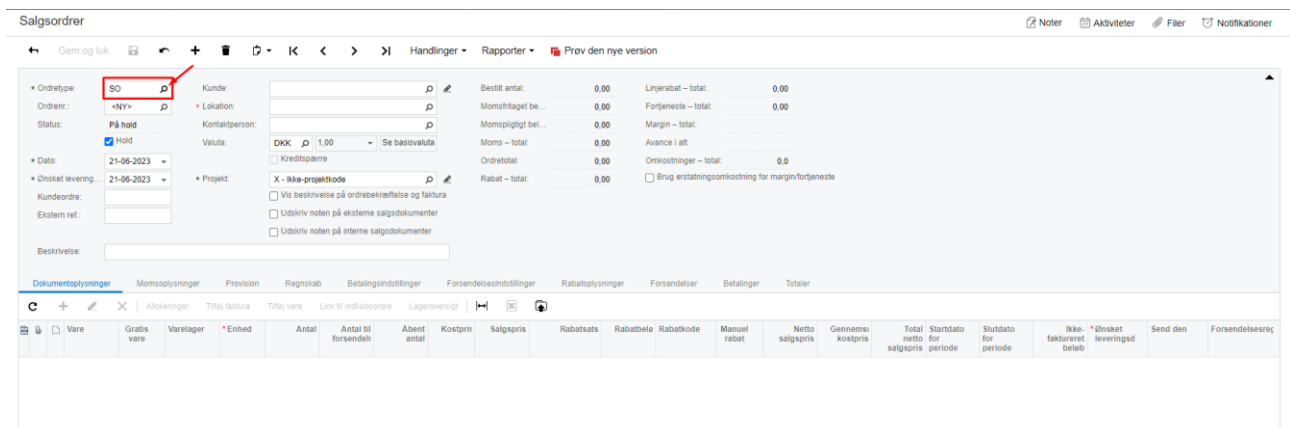 Salgsordrer
Noter Aktiviteter Filer Notifikationer
Gem og luk Handlinger Rapporter Prøv den nye version
* Ordretype: SO Kunde: Bestilt antal: 0,00 Linjerabat – total: 0,00
Ordrenr.: <NY> * Lokation: Momsfritaget be... 0,00 Fortjeneste – total: 0,00
Status: På hold Kontaktperson: Momspligtigt bel... 0,00 Margin – total:
Hold Valuta: DKK 1,00 Se basisvaluta Moms – total: 0,00 Avance i alt:
* Dato: 21-06-2023 Kreditspærre Ordretotal: 0,00 Omkostninger – total: 0,0
* Ønsket levering... 21-06-2023 * Projekt: X - Ikke-projektkode Rabat – total: 0,00 Brug erstatningsomkostning for margin/fortjeneste
Kundeordre: Vis beskrivelse på ordrebekræftelse og faktura
Ekstern ref.: Udskriv noten på eksterne salgsdokumenter
Udskriv noten på interne salgsdokumenter
Beskrivelse:
Dokumentoplysninger Momsoplysninger Provision Regnskab Betalingsindstillinger Forsendelsesindstillinger Rabatoplysninger Forsendelser Betalinger Totaler
Allokeringer Tilføj faktura Tilføj vare Link til indkøbsordre Lageroversigt
Vare Gratis Varelager * Enhed Antal Antal til Åbent Kostpris Salgspris Rabatsats Rabatbelø Rabatkode Manuel Netto Gennemsi Total Startdato Slutdato Ikke- * Ønsket Send den Forsendelsesreg
vare forsendelr antal rabat salgspris kostpris netto for for faktureret leveringsd
salgspris periode periode beløb